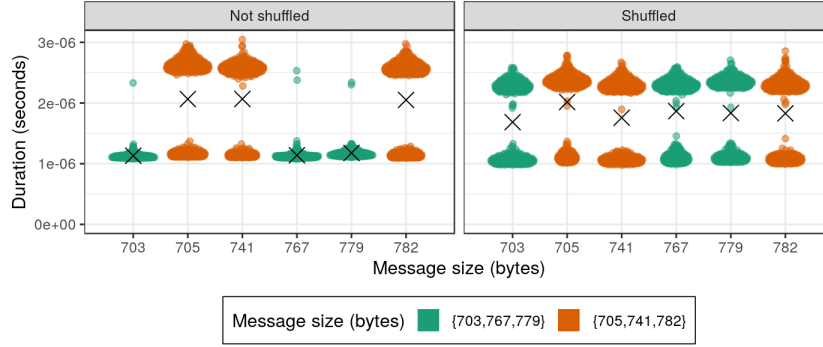 Not shuffled
Shuffled
Duration (seconds)
3e-06
2e-06
1e-06
0e+00
703 705 741 767 779 782
703 705 741 767 779 782
Message size (bytes)
Message size (bytes) {703,767,779} {705,741,782}